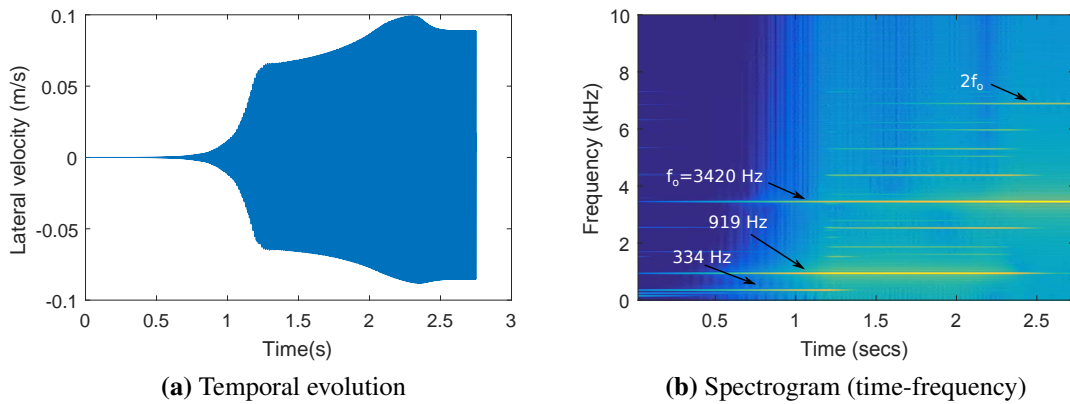 0.1
0.05
0
-0.05
-0.1
Lateral velocity (m/s)
0 0.5 1 1.5 2 2.5 3
Time(s)
(a) Temporal evolution
10
8
6
4
2
0
Frequency (kHz)
2fₒ
fₒ=3420 Hz
919 Hz
334 Hz
0.5 1 1.5 2 2.5
Time (secs)
(b) Spectrogram (time-frequency)